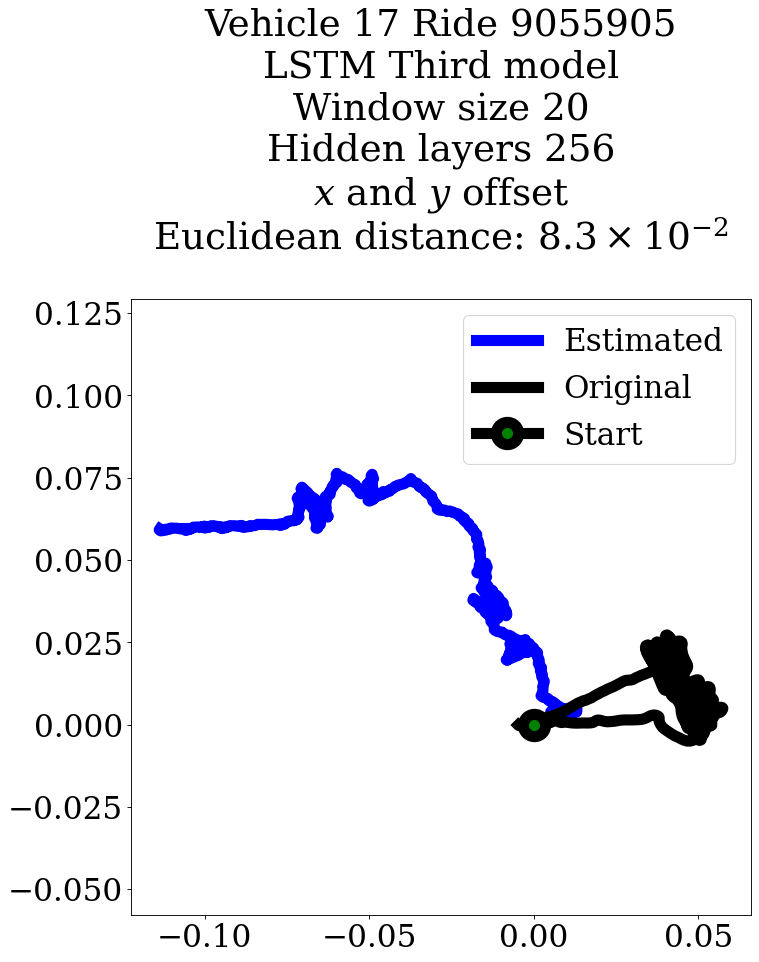 Vehicle 17 Ride 9055905
LSTM Third model
Window size 20
Hidden layers 256
x and y offset
Euclidean distance: 8.3 × 10⁻²
Estimated
Original
Start
0.125
0.100
0.075
0.050
0.025
0.000
−0.025
−0.050
−0.10 −0.05 0.00 0.05